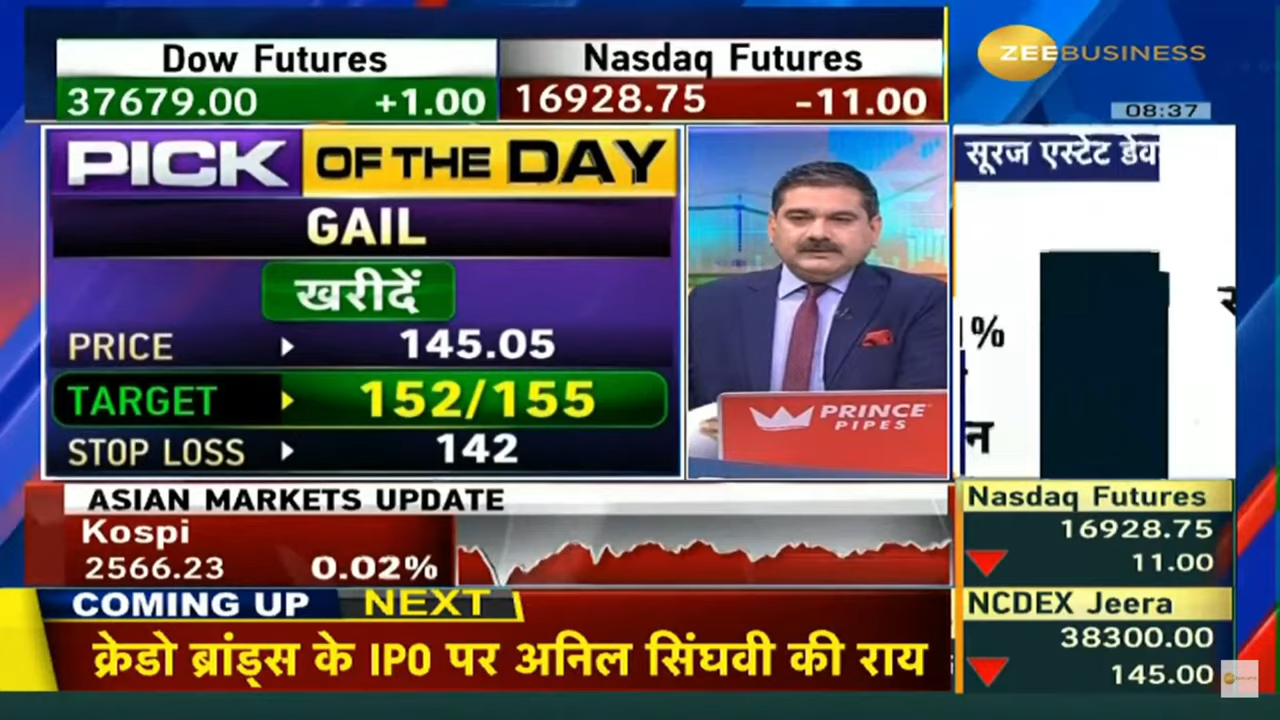 Dow Futures
37679.00 +1.00
Nasdaq Futures
16928.75 -11.00
ZEEBUSINESS
08:37
PICK OF THE DAY
GAIL
खरीदें
PRICE 145.05
TARGET 152/155
STOP LOSS 142
PRINCE
PIPES
सूरज एस्टेट
1%
ASIAN MARKETS UPDATE
Kospi
2566.23 0.02%
COMING UP NEXT
क्रेडो ब्रांड्स के IPO पर अनिल सिंघवी की राय
Nasdaq Futures
16928.75
11.00
NCDEX Jeera
38300.00
145.00